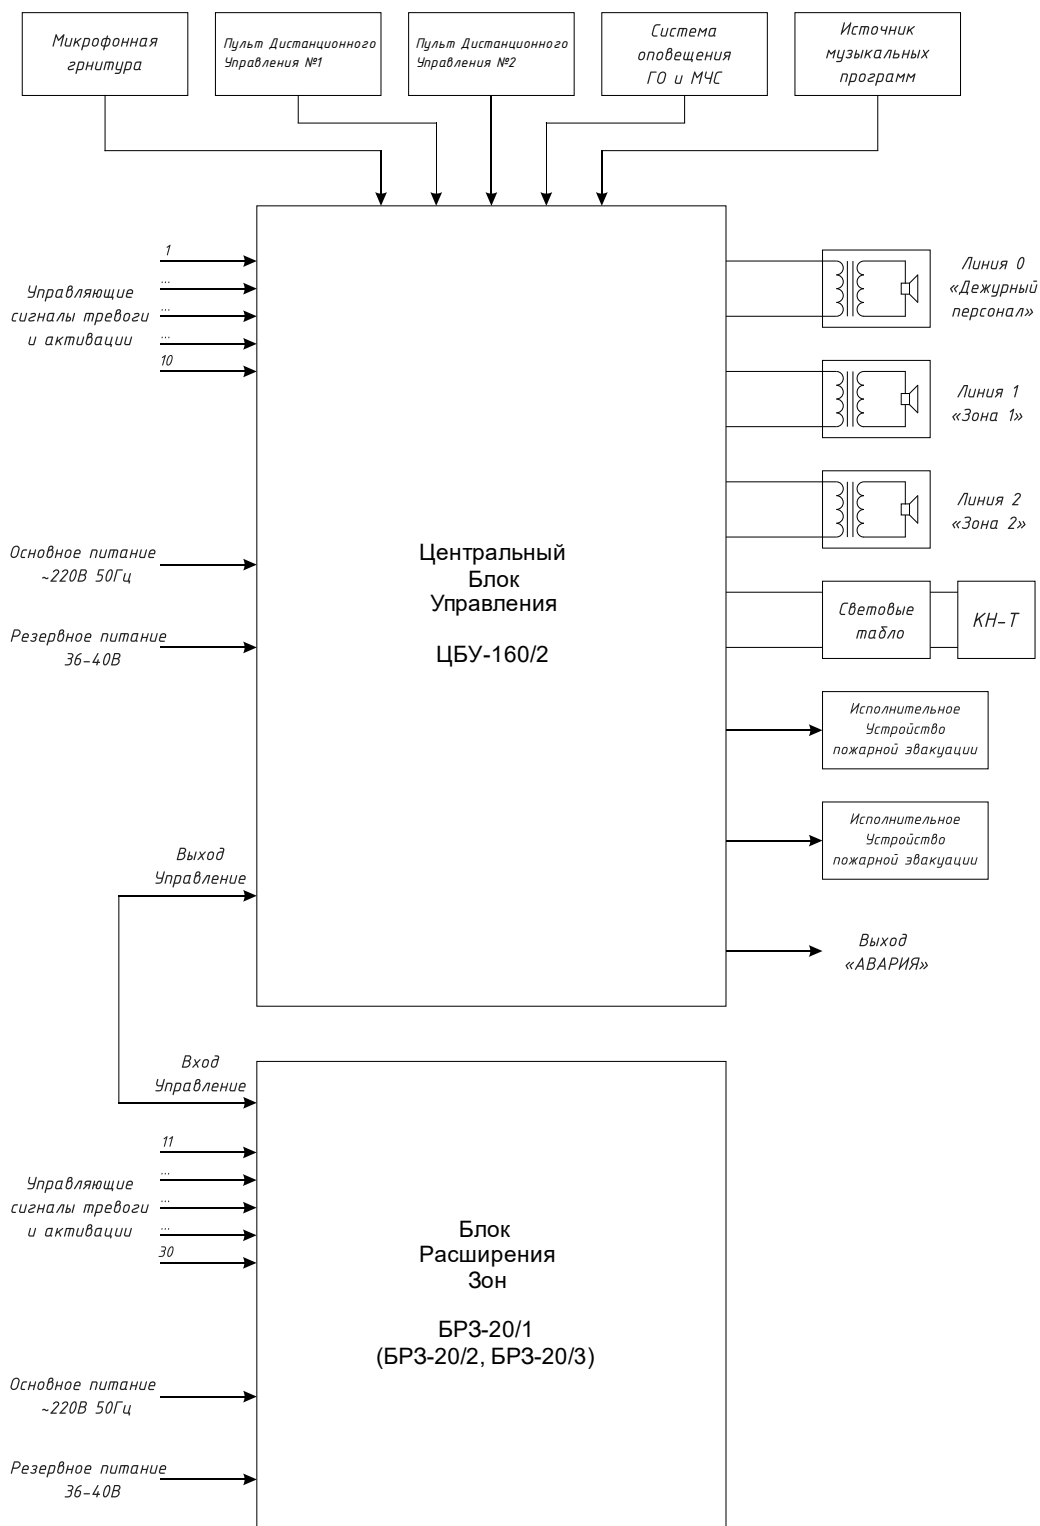 Микрофонная
грнитура
Пульт Дистанционного
Управления №1
Пульт Дистанционного
Управления №2
Система
оповещения
ГО и МЧС
Источник
музыкальных
программ
1
...
...
...
10
Управляющие
сигналы тревоги
и активации
Основное питание
~220В 50Гц
Резервное питание
36-40В
Выход
Управление
Центральный
Блок
Управления
ЦБУ-160/2
Линия 0
«Дежурный
персонал»
Линия 1
«Зона 1»
Линия 2
«Зона 2»
Световые
табло
КН-Т
Исполнительное
Устройство
пожарной эвакуации
Исполнительное
Устройство
пожарной эвакуации
Выход
«АВАРИЯ»
Вход
Управление
11
...
...
...
30
Управляющие
сигналы тревоги
и активации
Основное питание
~220В 50Гц
Резервное питание
36-40В
Блок
Расширения
Зон
БРЗ-20/1
(БРЗ-20/2, БРЗ-20/3)